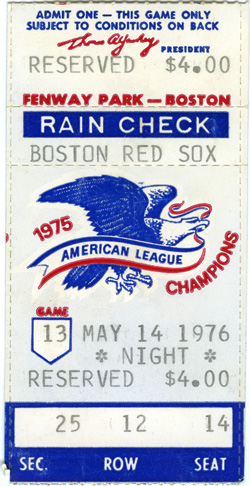 ADMIT ONE — THIS GAME ONLY
SUBJECT TO CONDITIONS ON BACK
PRESIDENT
RESERVED $4.00
FENWAY PARK — BOSTON
RAIN CHECK
BOSTON RED SOX
1975
AMERICAN LEAGUE
CHAMPIONS
GAME
13 MAY 14 1976
* NIGHT *
RESERVED $4.00
25 12 14
SEC. ROW SEAT